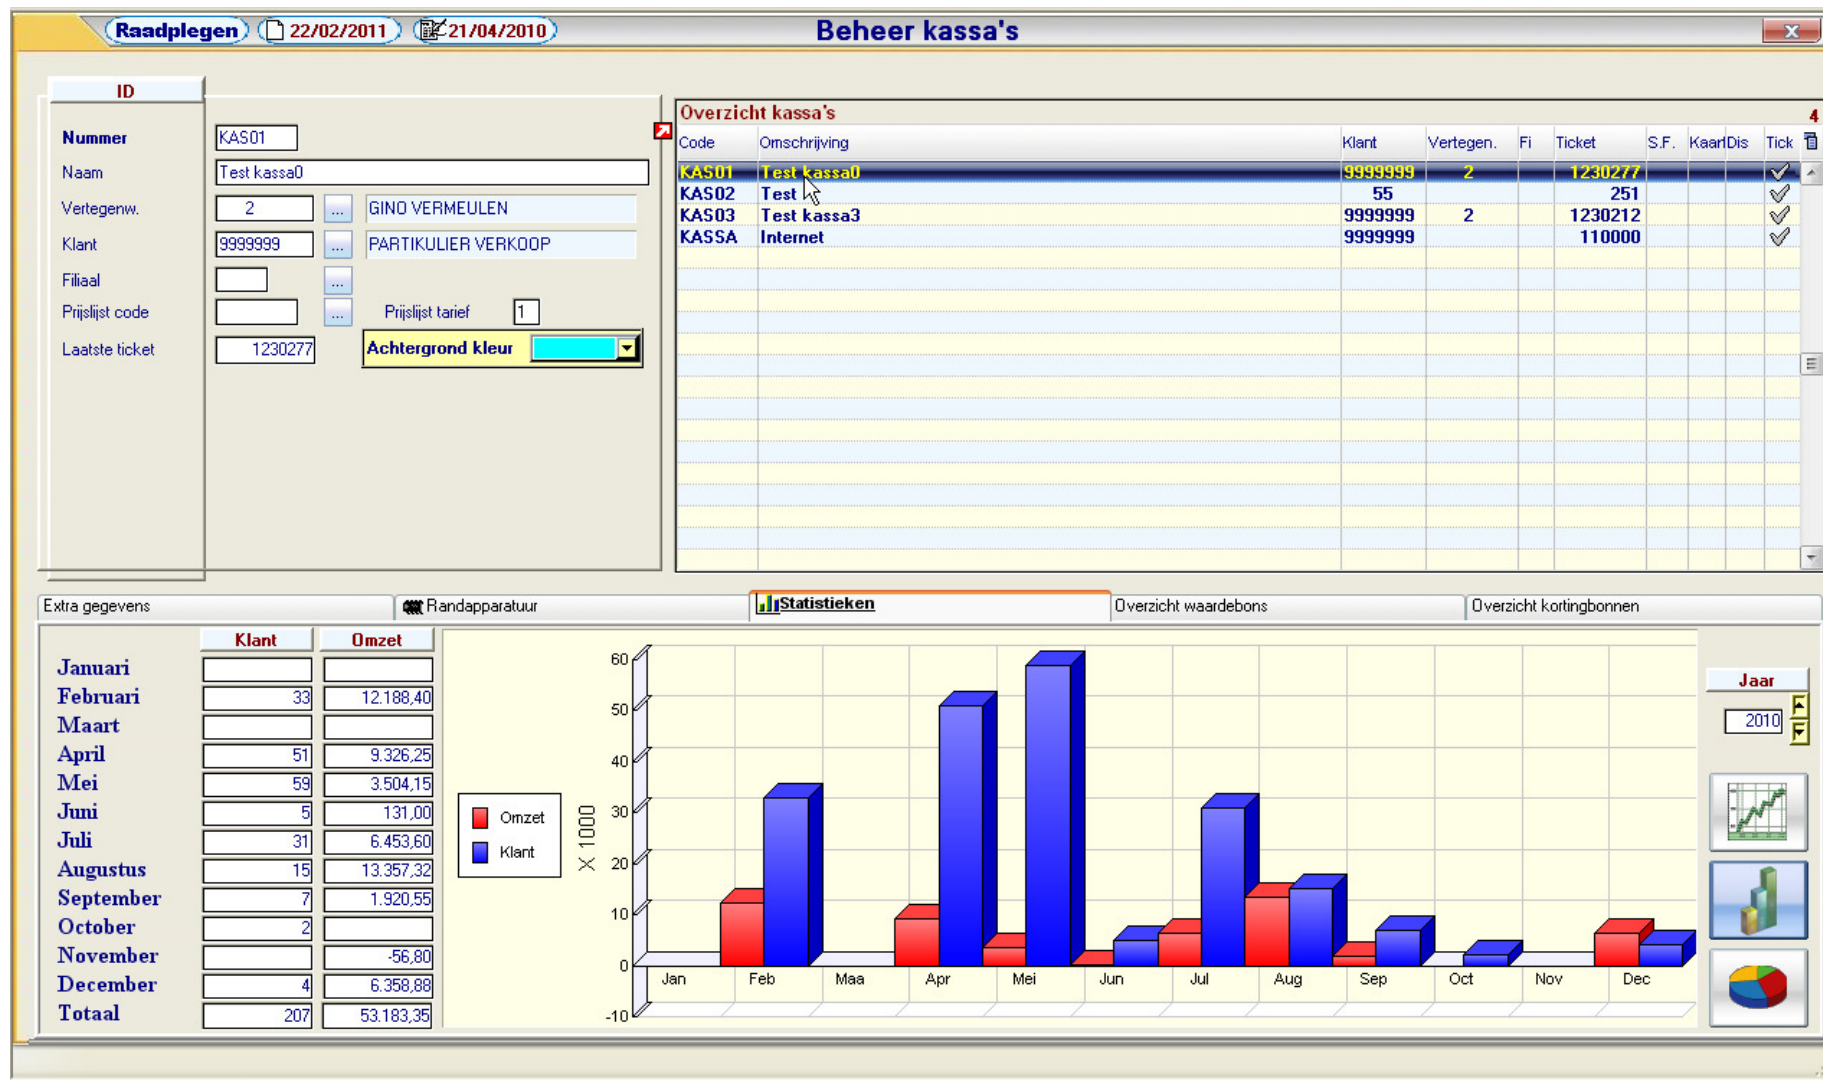 Raadplegen 22/02/2011 21/04/2010 Beheer kassa's
ID
Nummer KAS01
Naam Test kassa0
Vertegenw. 2 ... GINO VERMEULEN
Klant 9999999 ... PARTIKULIER VERKOOP
Filiaal ...
Prijslijst code ... Prijslijst tarief 1
Laatste ticket 1230277 Achtergrond kleur
Overzicht kassa's 4
Code Omschrijving Klant Vertegen. Fi Ticket S.F. Kaart Dis Tick
KAS01 Test kassa0 9999999 2 1230277
KAS02 Test 55 251
KAS03 Test kassa3 9999999 2 1230212
KASSA Internet 9999999 110000
Extra gegevens Randapparatuur Statistieken Overzicht waardebons Overzicht kortingbonnen
Klant Omzet
Januari
Februari 33 12.188,40
Maart
April 51 9.326,25
Mei 59 3.504,15
Juni 5 131,00
Juli 31 6.453,60
Augustus 15 13.357,32
September 7 1.920,55
October 2
November -56,80
December 4 6.358,88
Totaal 207 53.183,35
Omzet
Klant
X 1000
60
50
40
30
20
10
0
-10
Jan Feb Maa Apr Mei Jun Jul Aug Sep Oct Nov Dec
Jaar
2010